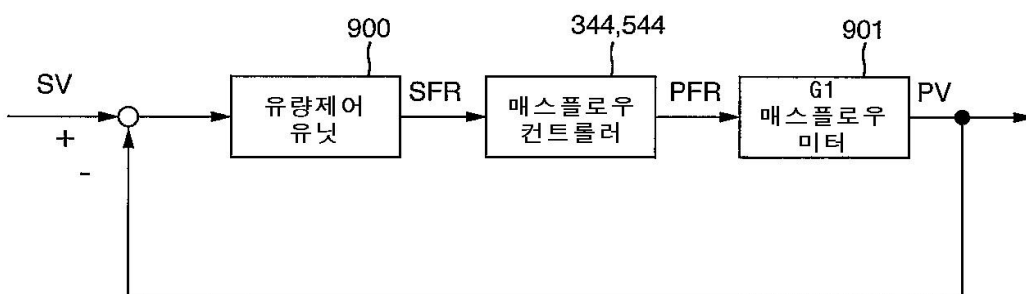 900
344,544
901
SV
유량제어
유닛
SFR
매스플로우
컨트롤러
PFR
G1
매스플로우
미터
PV
+
-